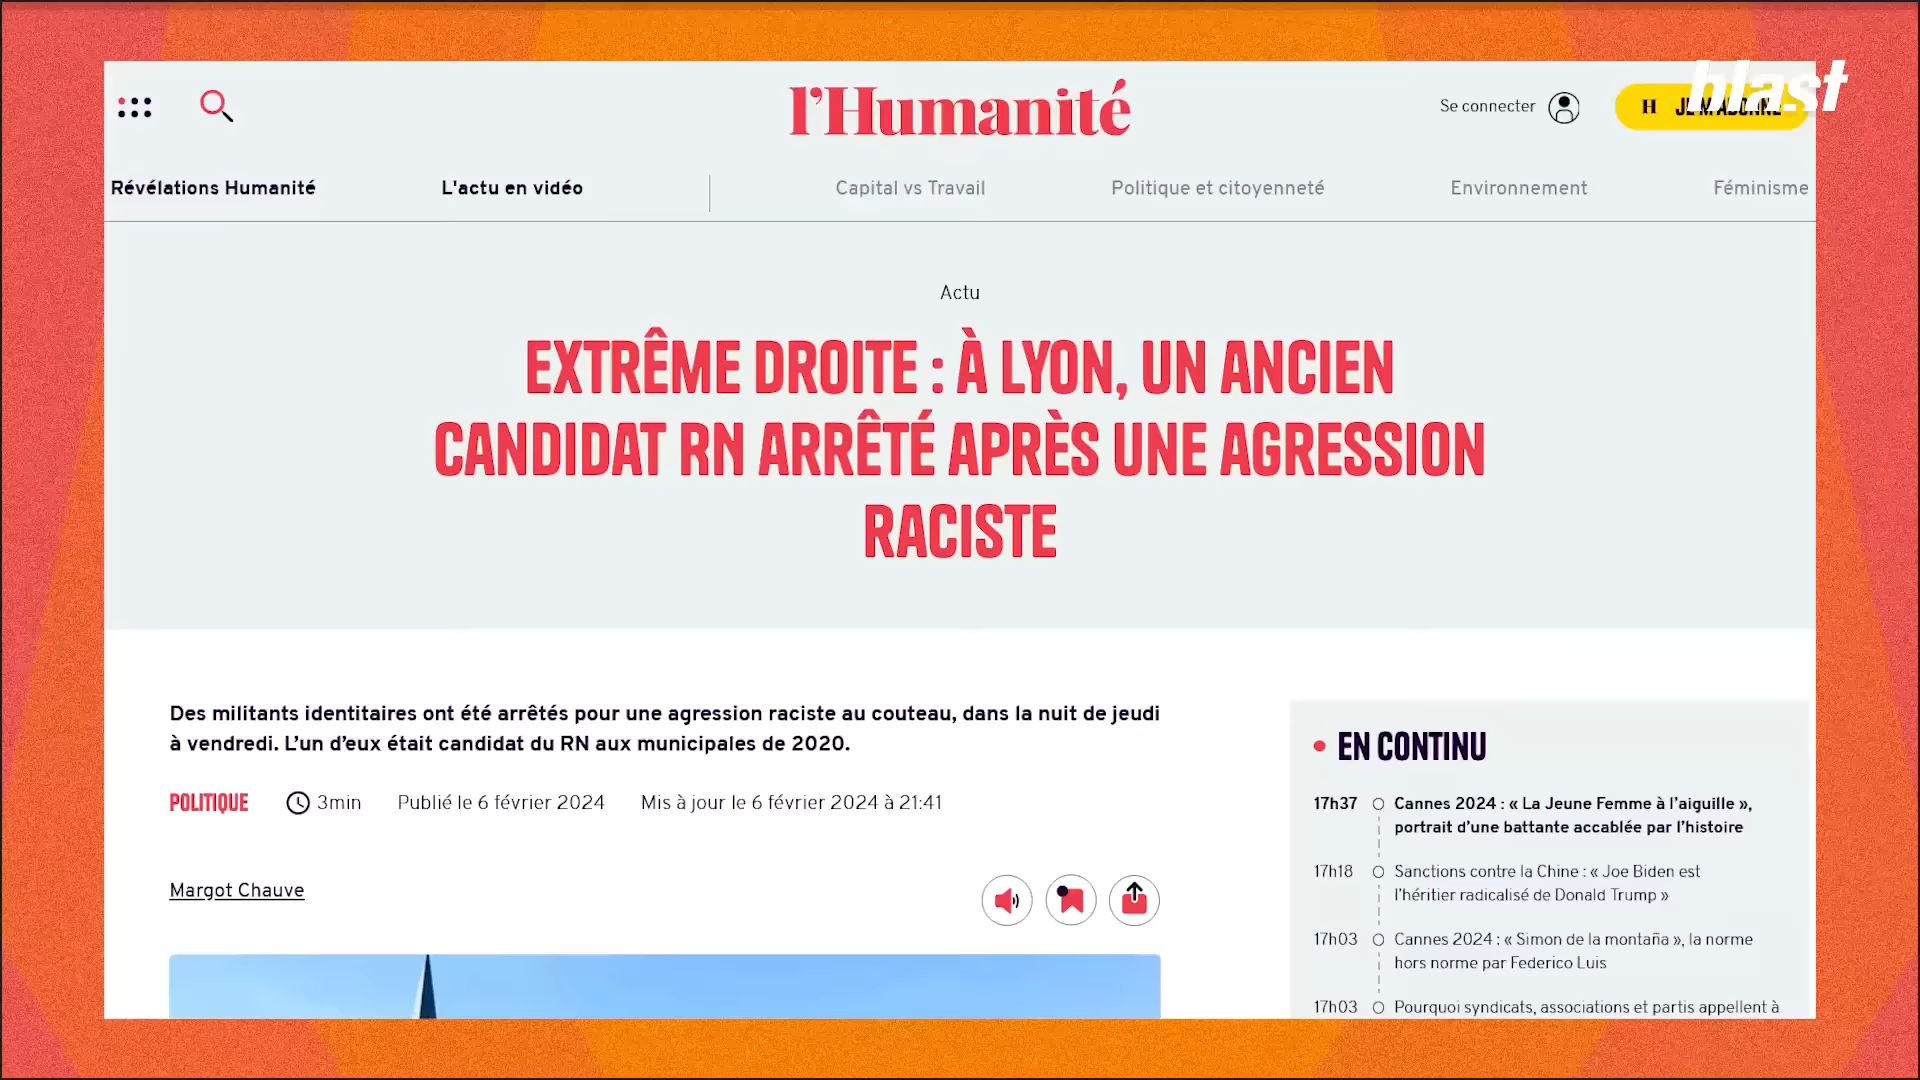 blast
l'Humanité
Se connecter
H JE M'ABONNE
Révélations Humanité
L'actu en vidéo
Capital vs Travail
Politique et citoyenneté
Environnement
Féminisme
Actu
EXTRÊME DROITE : À LYON, UN ANCIEN
CANDIDAT RN ARRÊTÉ APRÈS UNE AGRESSION
RACISTE
Des militants identitaires ont été arrêtés pour une agression raciste au couteau, dans la nuit de jeudi
à vendredi. L’un d’eux était candidat du RN aux municipales de 2020.
POLITIQUE
3min
Publié le 6 février 2024
Mis à jour le 6 février 2024 à 21:41
Margot Chauve
EN CONTINU
17h37 Cannes 2024 : « La Jeune Femme à l’aiguille »,
portrait d’une battante accablée par l’histoire
17h18 Sanctions contre la Chine : « Joe Biden est
l’héritier radicalisé de Donald Trump »
17h03 Cannes 2024 : « Simon de la montaña », la norme
hors norme par Federico Luis
17h03 Pourquoi syndicats, associations et partis appellent à